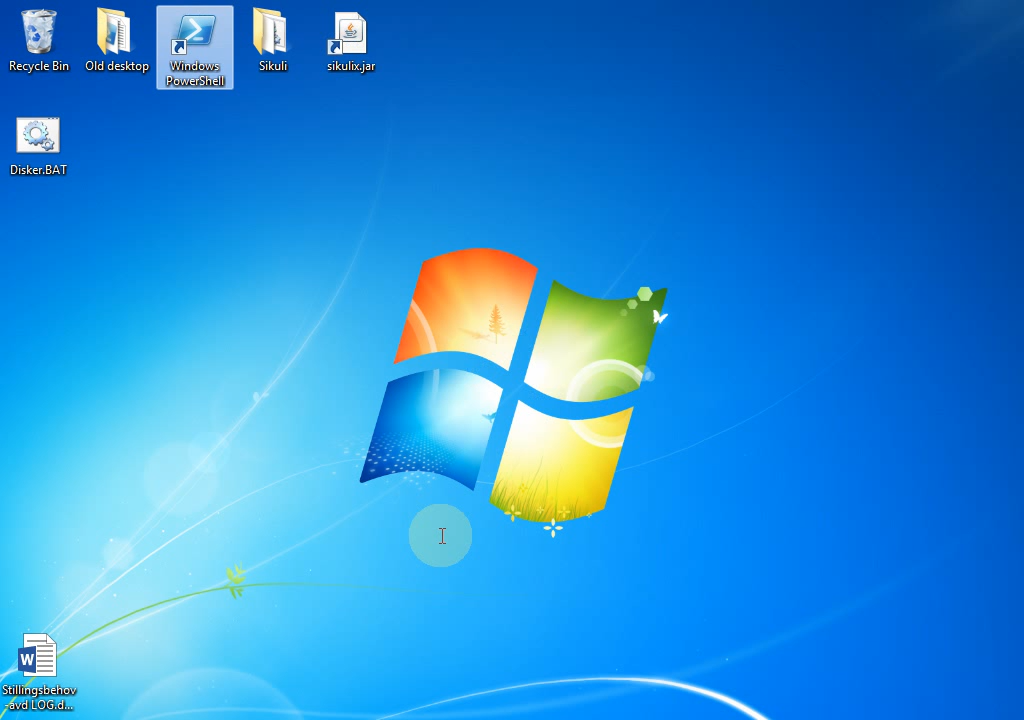 Recycle Bin
Old desktop
Windows
PowerShell
Sikuli
sikulix.jar
Disker.BAT
W
Stillingsbehov
-avd LOG.d...